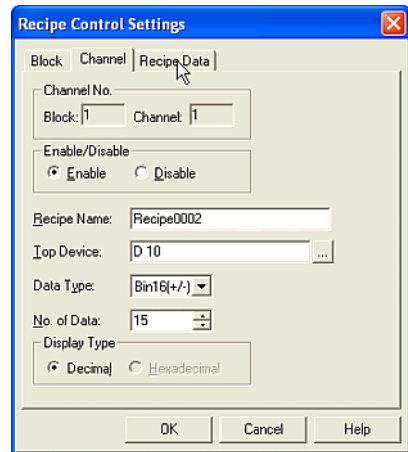 Recipe Control Settings
Block Channel Recipe Data
Channel No.
Block: 1 Channel: 1
Enable/Disable
Enable Disable
Recipe Name: Recipe0002
Top Device: D 10 ...
Data Type: Bin16(+/-)
No. of Data: 15
Display Type
Decimal Hexadecimal
OK Cancel Help